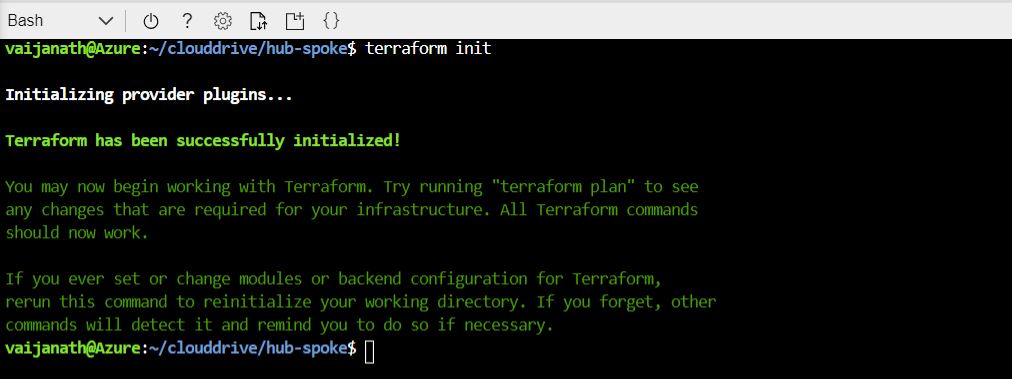 Bash ? {}
vaijanath@Azure:~/clouddrive/hub-spoke$ terraform init
Initializing provider plugins...
Terraform has been successfully initialized!
You may now begin working with Terraform. Try running "terraform plan" to see
any changes that are required for your infrastructure. All Terraform commands
should now work.
If you ever set or change modules or backend configuration for Terraform,
rerun this command to reinitialize your working directory. If you forget, other
commands will detect it and remind you to do so if necessary.
vaijanath@Azure:~/clouddrive/hub-spoke$